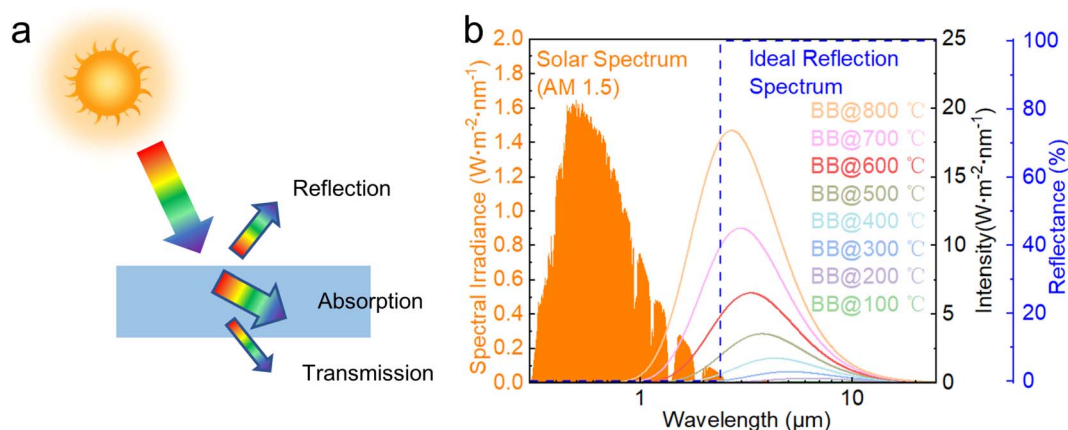 a
Reflection
Absorption
Transmission
b
Spectral Irradiance (W·m⁻²·nm⁻¹)
2.0
1.8
1.6
1.4
1.2
1.0
0.8
0.6
0.4
0.2
0.0
Solar Spectrum
(AM 1.5)
Ideal Reflection
Spectrum
BB@800 ℃
BB@700 ℃
BB@600 ℃
BB@500 ℃
BB@400 ℃
BB@300 ℃
BB@200 ℃
BB@100 ℃
1
10
Wavelength (μm)
25
20
15
10
5
0
Intensity(W·m⁻²·nm⁻¹)
100
80
60
40
20
0
Reflectance (%)